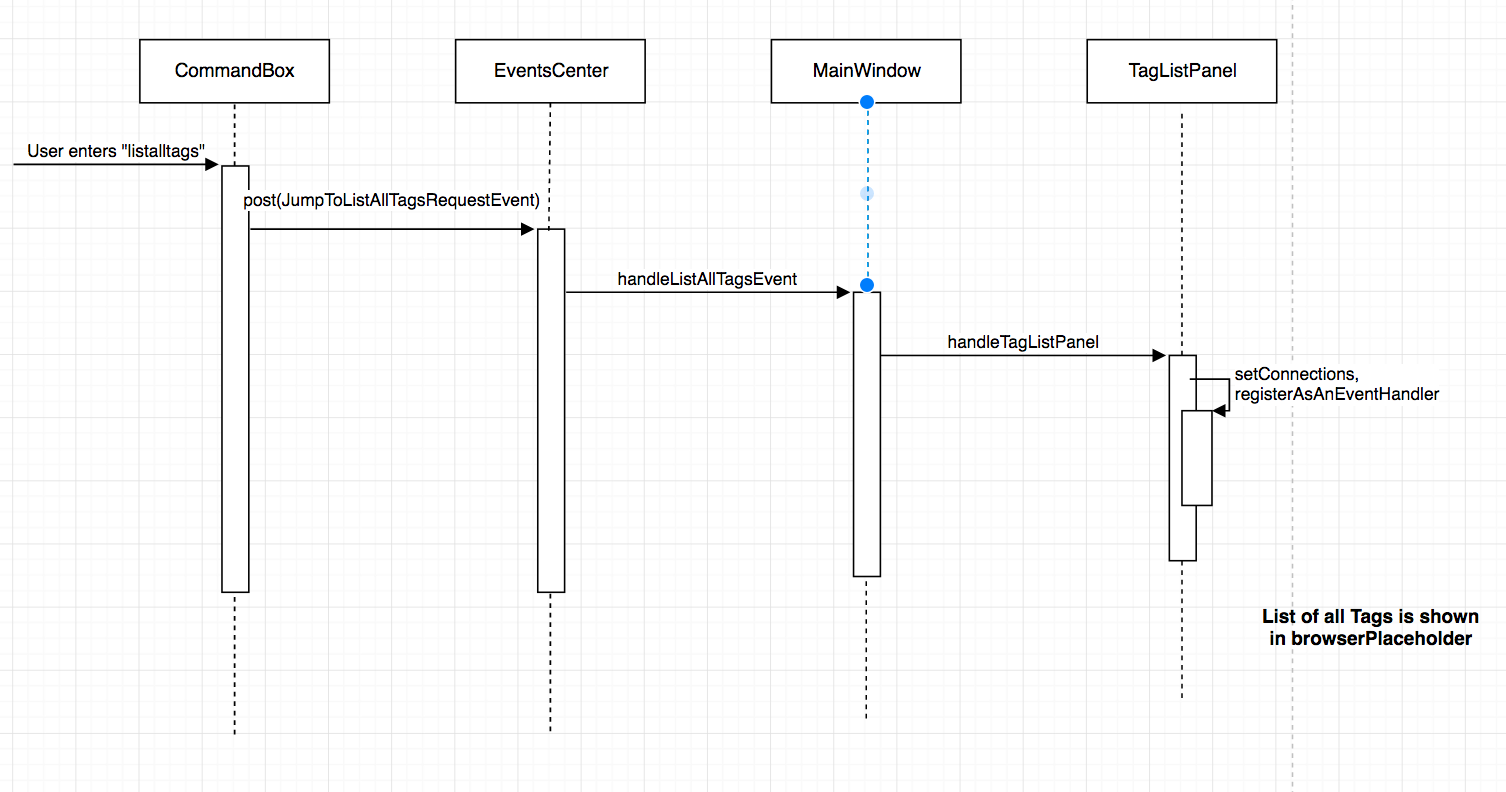 CommandBox
EventsCenter
MainWindow
TagListPanel
User enters "listalltags"
post(JumpToListAllTagsRequestEvent)
handleListAllTagsEvent
handleTagListPanel
setConnections,
registerAsAnEventHandler
List of all Tags is shown
in browserPlaceholder